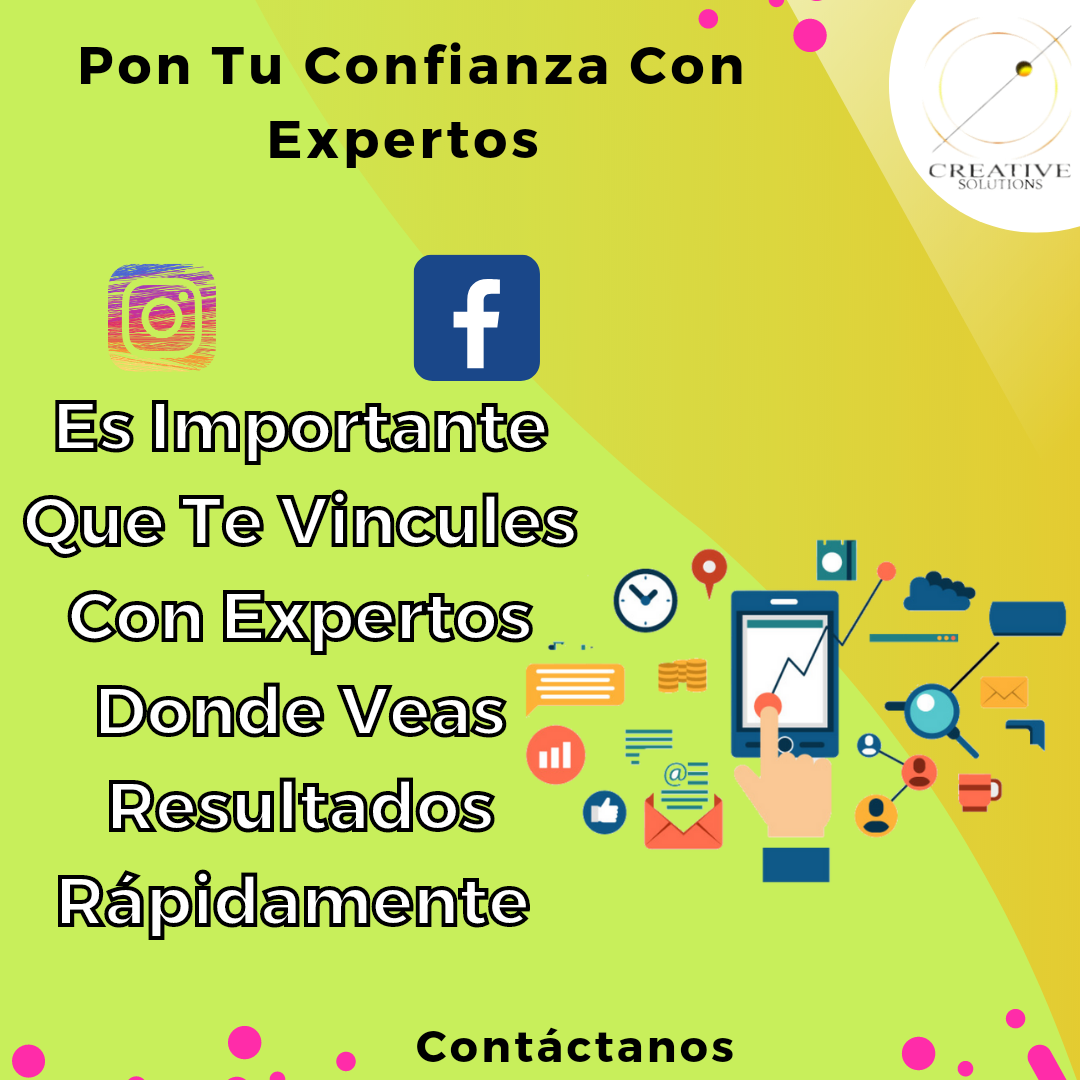 Pon Tu Confianza Con
Expertos
CREATIVE
SOLUTIONS
Es Importante
Que Te Vincules
Con Expertos
Donde Veas
Resultados
Rápidamente
@
Contáctanos